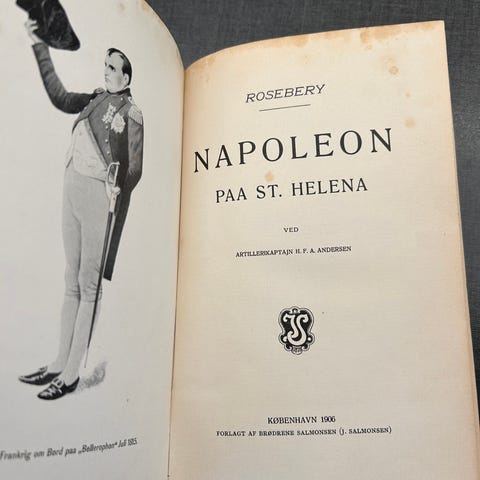 Frankrig om Bord paa „Bellerophon" Juli 1815.
ROSEBERY
NAPOLEON
PAA ST. HELENA
VED
ARTILLERIKAPTAJN H. F. A. ANDERSEN
KØBENHAVN 1906
FORLAGT AF BRØDRENE SALMONSEN (J. SALMONSEN)